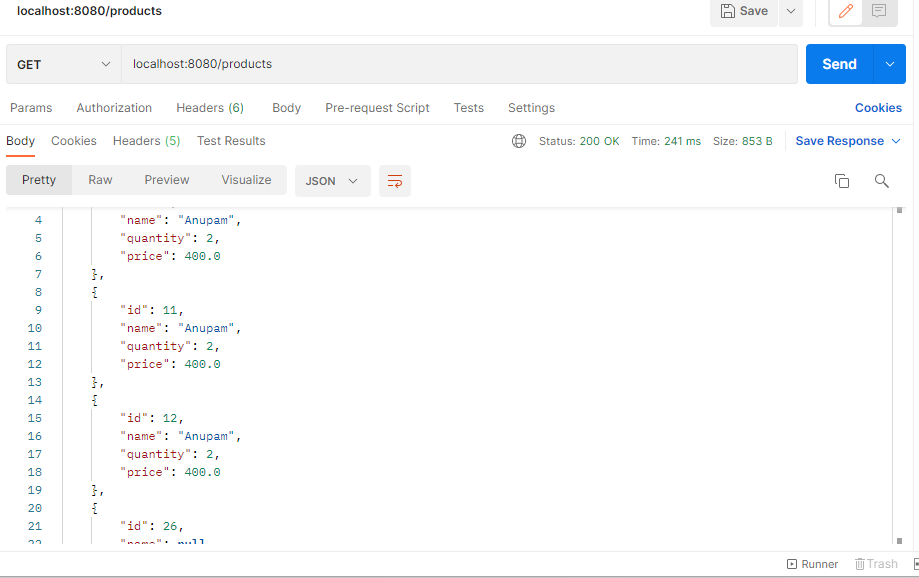 localhost:8080/products
Save
GET localhost:8080/products Send
Params Authorization Headers (6) Body Pre-request Script Tests Settings Cookies
Body Cookies Headers (5) Test Results Status: 200 OK Time: 241 ms Size: 853 B Save Response
Pretty Raw Preview Visualize JSON
4 "name": "Anupam",
5 "quantity": 2,
6 "price": 400.0
7 },
8 {
9 "id": 11,
10 "name": "Anupam",
11 "quantity": 2,
12 "price": 400.0
13 },
14 {
15 "id": 12,
16 "name": "Anupam",
17 "quantity": 2,
18 "price": 400.0
19 },
20 {
21 "id": 26,
22 "name": null
Runner Trash